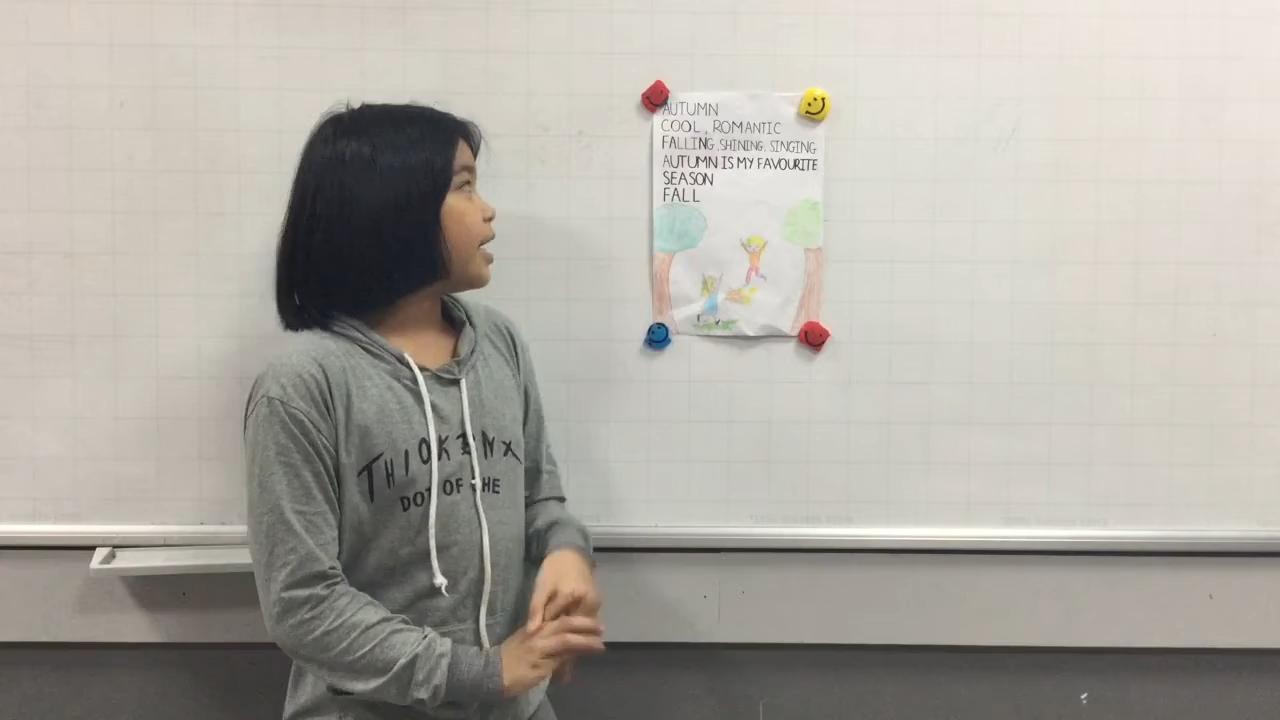 AUTUMN
COOL, ROMANTIC
FALLING, SHINING, SINGING
AUTUMN IS MY FAVOURITE
SEASON
FALL
DOT OF THE